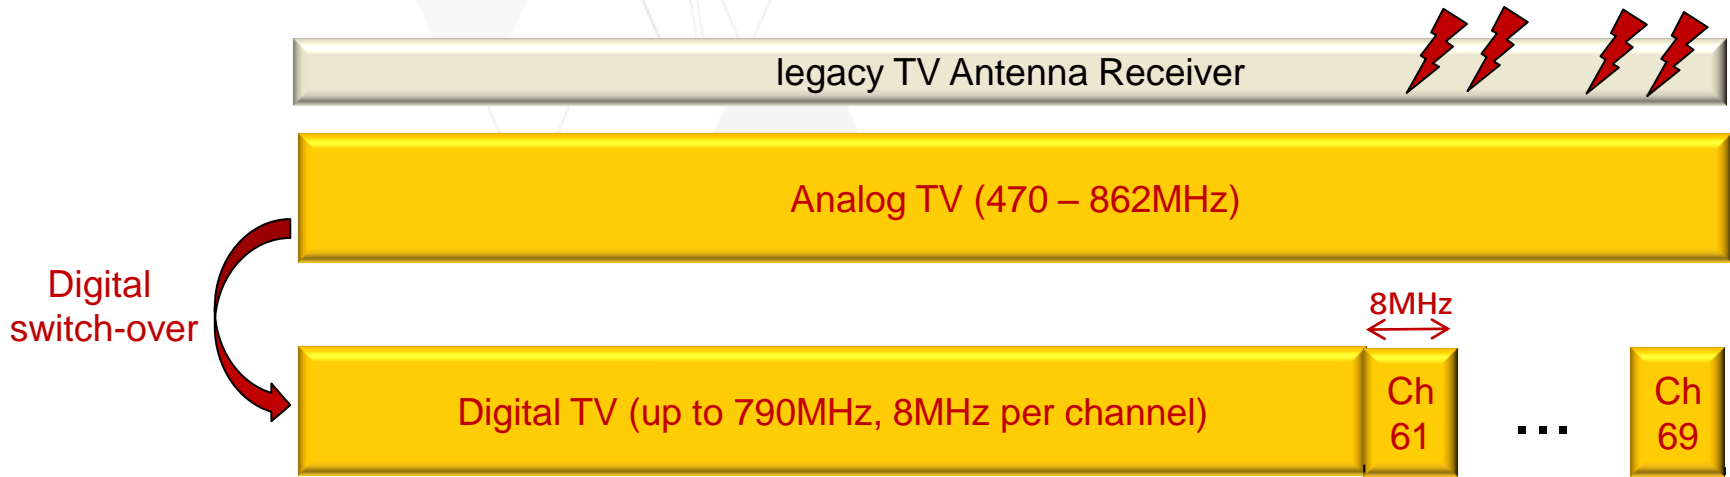 legacy TV Antenna Receiver
Analog TV (470 – 862MHz)
Digital
switch-over
8MHz
Digital TV (up to 790MHz, 8MHz per channel)
Ch
61
...
Ch
69